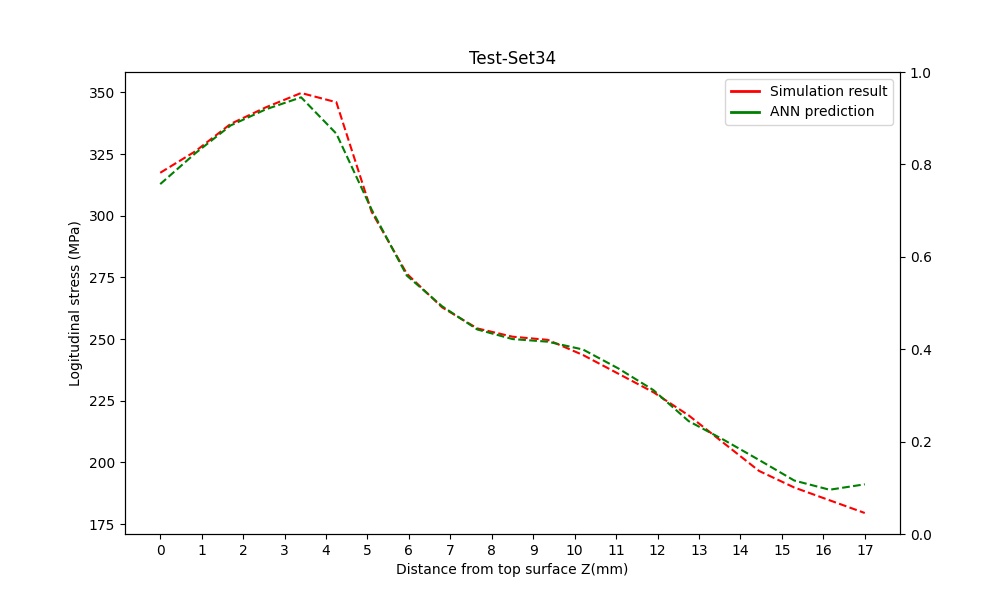 Test-Set34
Simulation result
ANN prediction
350
325
300
275
250
225
200
175
Logitudinal stress (MPa)
1.0
0.8
0.6
0.4
0.2
0.0
0 1 2 3 4 5 6 7 8 9 10 11 12 13 14 15 16 17
Distance from top surface Z(mm)